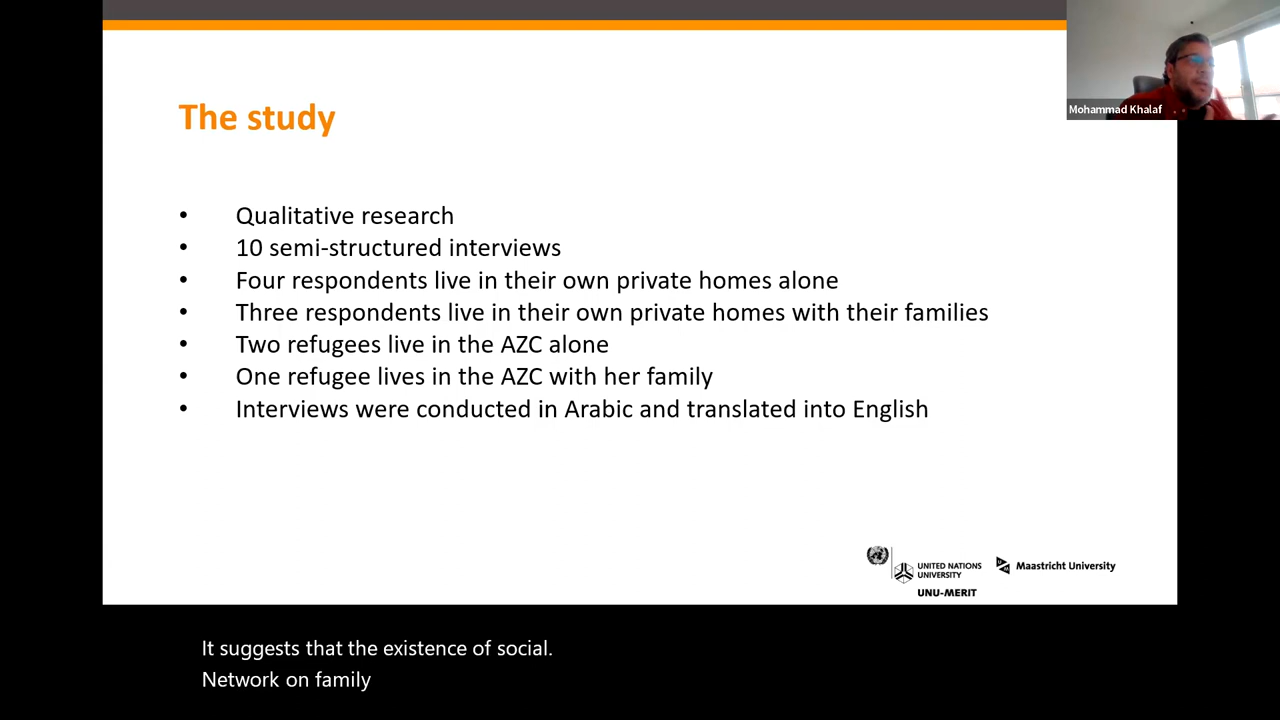 The study
Mohammad Khalaf
• Qualitative research
• 10 semi-structured interviews
• Four respondents live in their own private homes alone
• Three respondents live in their own private homes with their families
• Two refugees live in the AZC alone
• One refugee lives in the AZC with her family
• Interviews were conducted in Arabic and translated into English
UNITED NATIONS
UNIVERSITY
UNU-MERIT
Maastricht University
It suggests that the existence of social.
Network on family